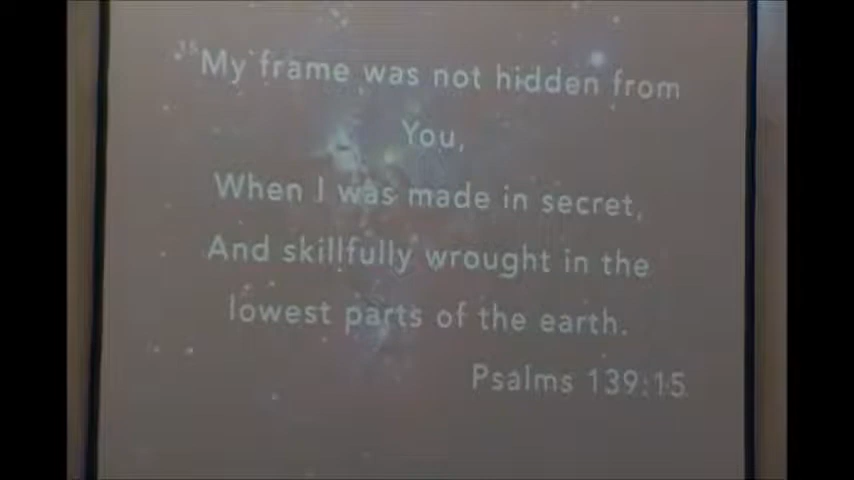 15My frame was not hidden from
You,
When I was made in secret,
And skillfully wrought in the
lowest parts of the earth.
Psalms 139:15